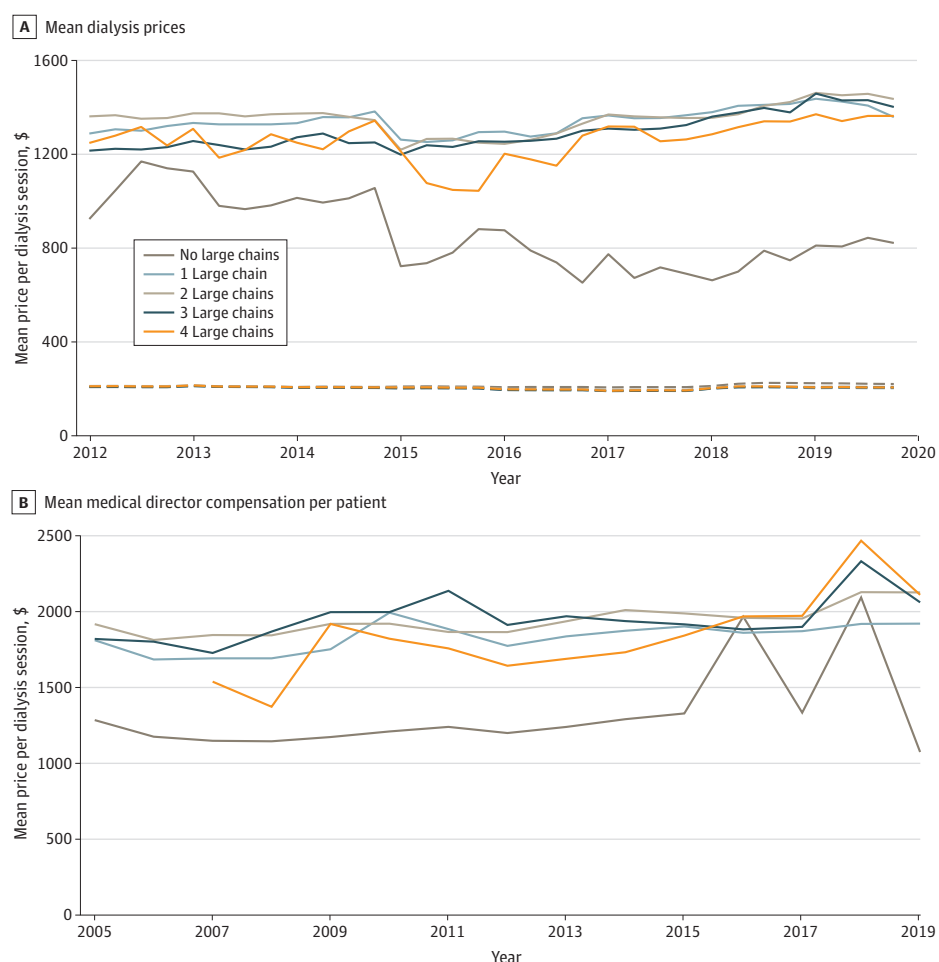 A Mean dialysis prices
1600
1200
800
400
0
Mean price per dialysis session, $
No large chains
1 Large chain
2 Large chains
3 Large chains
4 Large chains
2012 2013 2014 2015 2016 2017 2018 2019 2020
Year
B Mean medical director compensation per patient
2500
2000
1500
1000
500
0
Mean price per dialysis session, $
2005 2007 2009 2011 2013 2015 2017 2019
Year